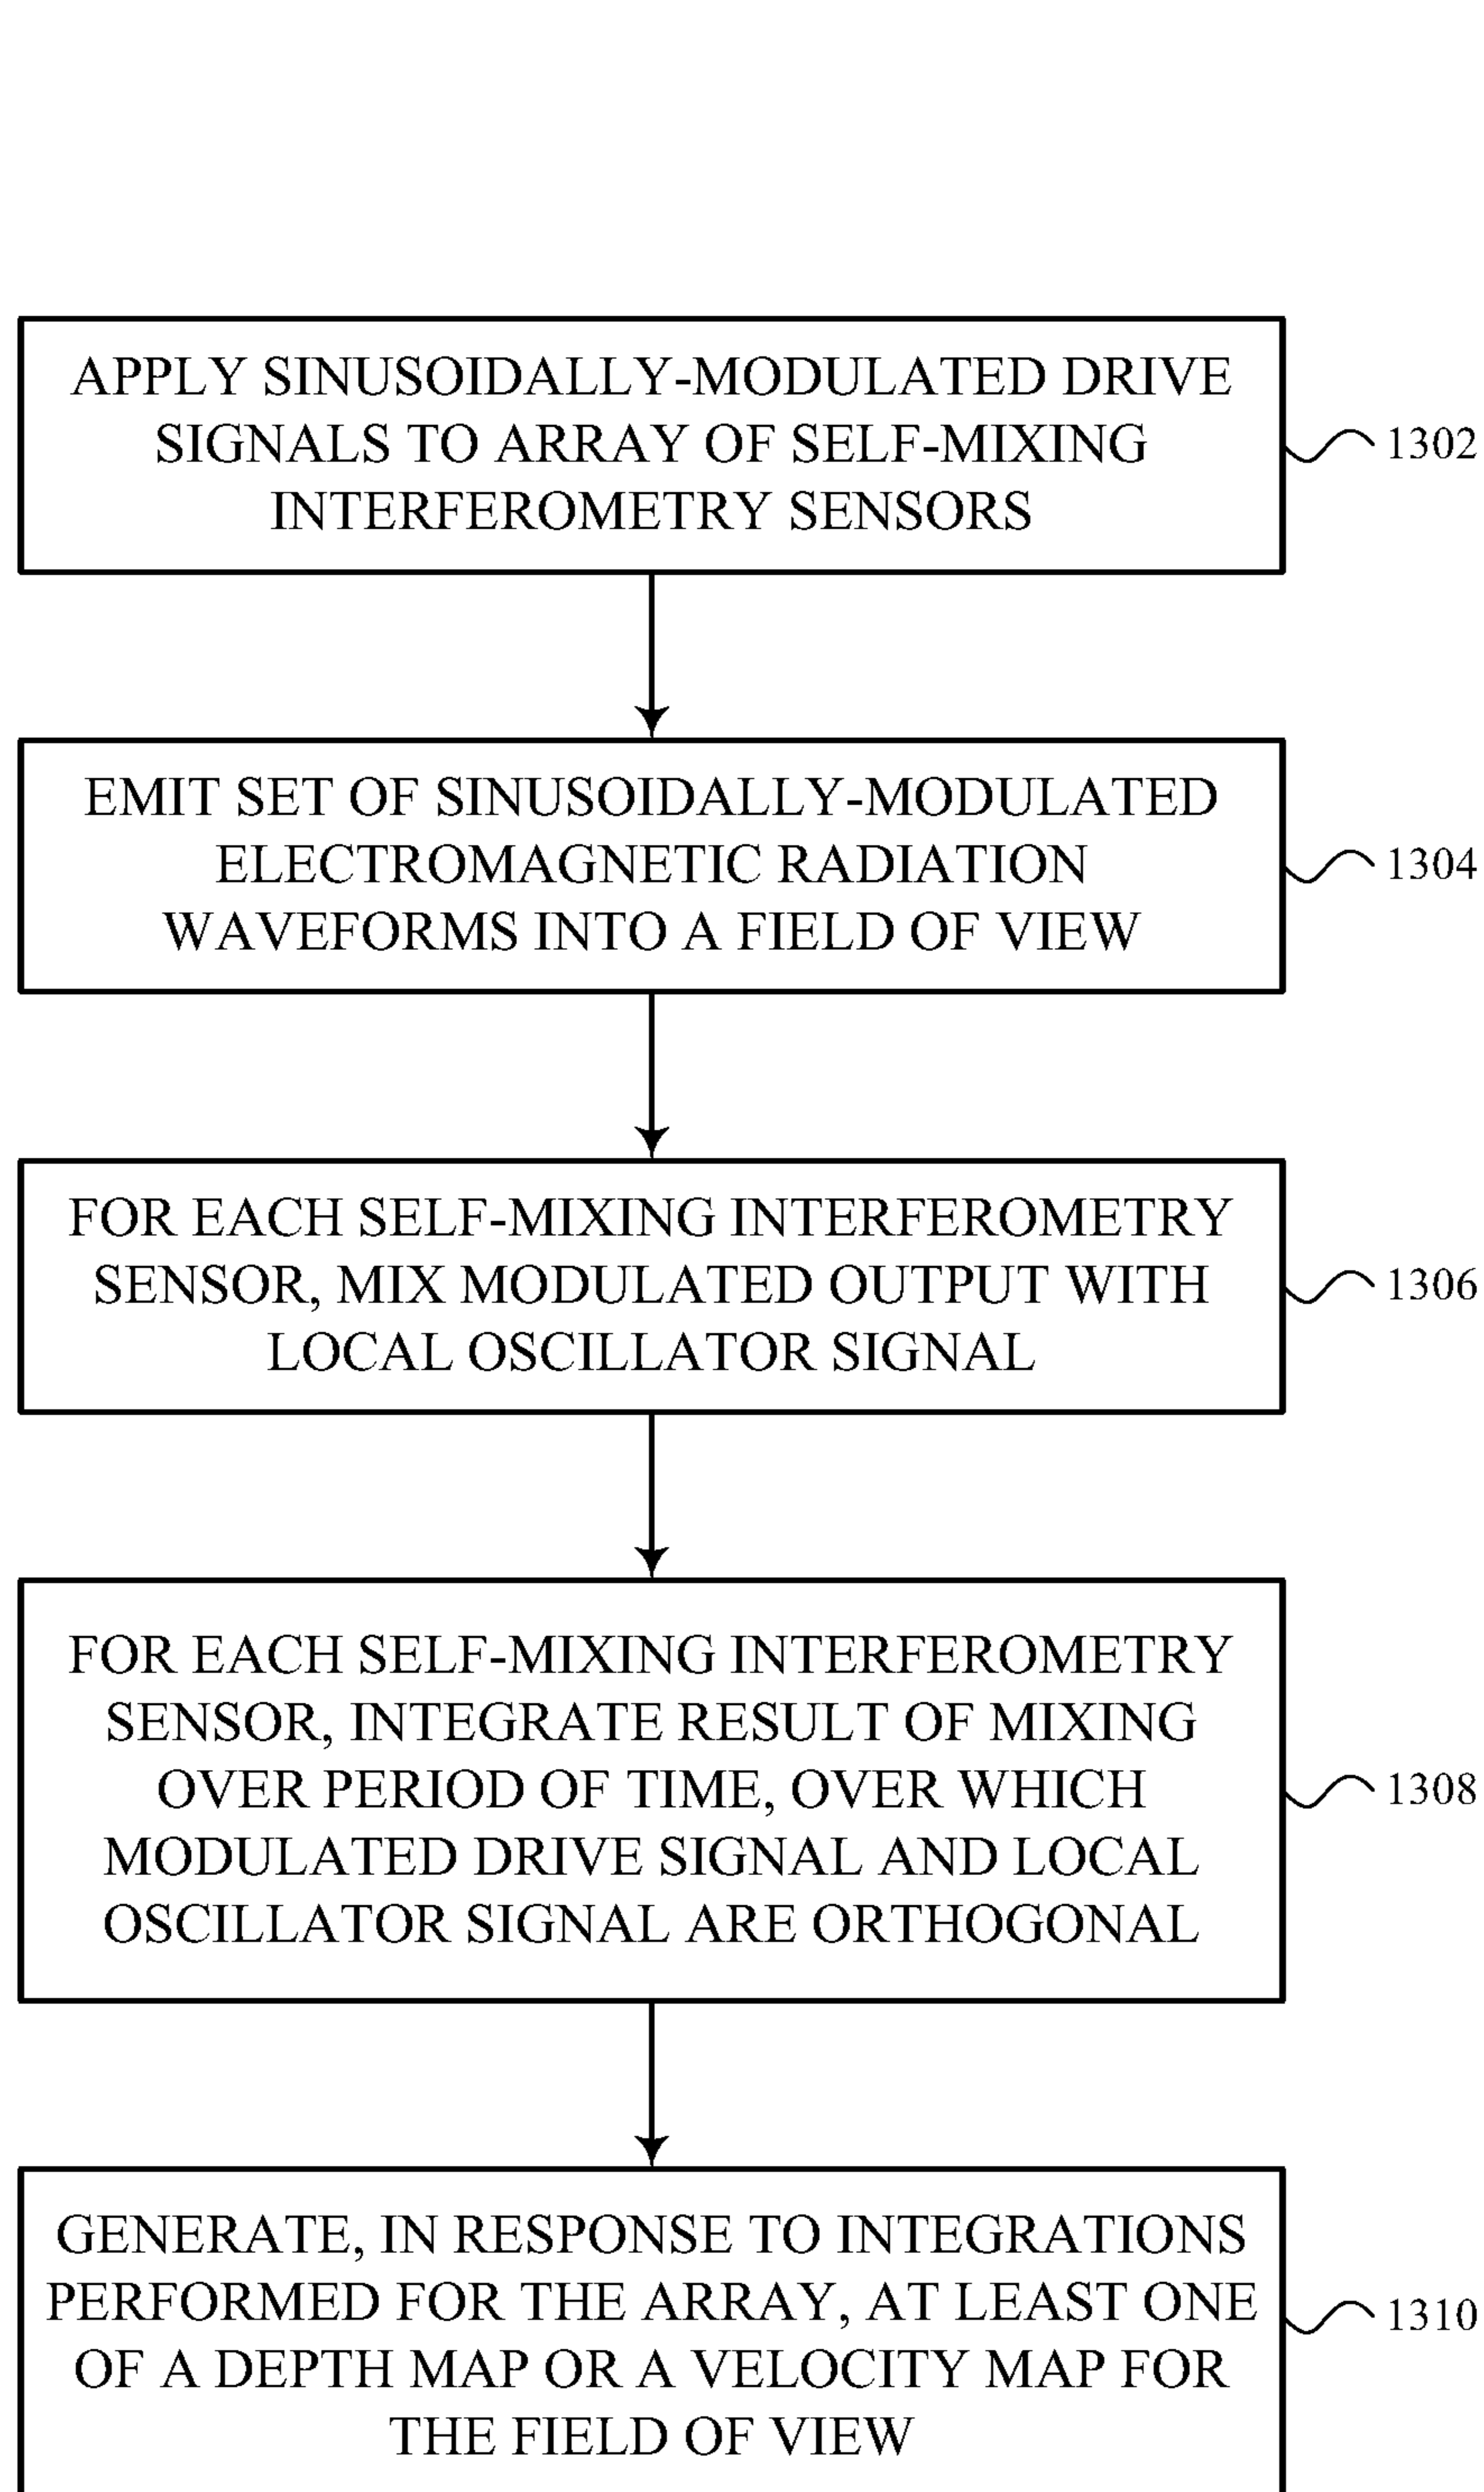 APPLY SINUSOIDALLY-MODULATED DRIVE
SIGNALS TO ARRAY OF SELF-MIXING
INTERFEROMETRY SENSORS
1302
EMIT SET OF SINUSOIDALLY-MODULATED
ELECTROMAGNETIC RADIATION
WAVEFORMS INTO A FIELD OF VIEW
1304
FOR EACH SELF-MIXING INTERFEROMETRY
SENSOR, MIX MODULATED OUTPUT WITH
LOCAL OSCILLATOR SIGNAL
1306
FOR EACH SELF-MIXING INTERFEROMETRY
SENSOR, INTEGRATE RESULT OF MIXING
OVER PERIOD OF TIME, OVER WHICH
MODULATED DRIVE SIGNAL AND LOCAL
OSCILLATOR SIGNAL ARE ORTHOGONAL
1308
GENERATE, IN RESPONSE TO INTEGRATIONS
PERFORMED FOR THE ARRAY, AT LEAST ONE
OF A DEPTH MAP OR A VELOCITY MAP FOR
THE FIELD OF VIEW
1310